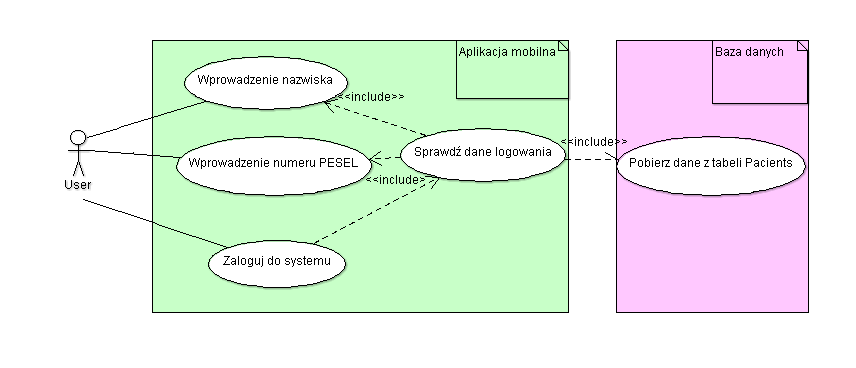 Aplikacja mobilna
Baza danych
Wprowadzenie nazwiska
<<include>>
<<include>>
Sprawdź dane logowania
Wprowadzenie numeru PESEL
Pobierz dane z tabeli Pacients
<<include>
User
Zaloguj do systemu